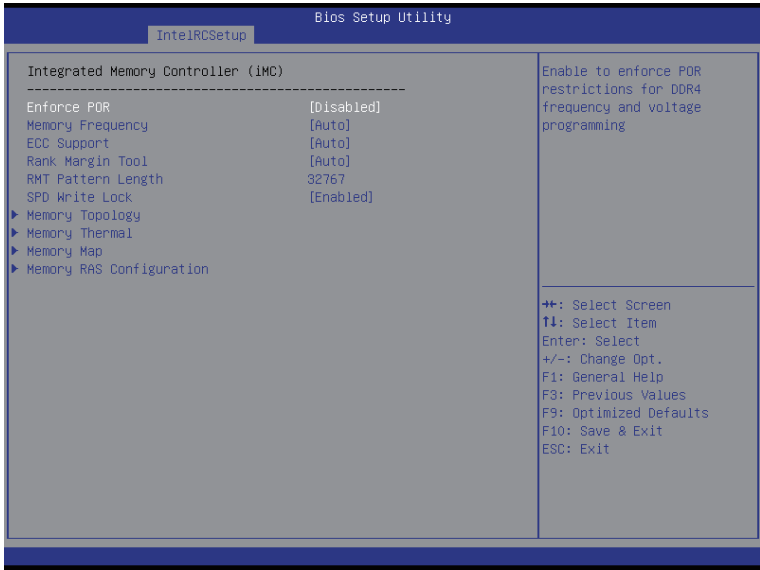 Bios Setup Utility
IntelRCSetup
Integrated Memory Controller (iMC)
--------------------------------------------------
Enforce POR [Disabled]
Memory Frequency [Auto]
ECC Support [Auto]
Rank Margin Tool [Auto]
RMT Pattern Length 32767
SPD Write Lock [Enabled]
Memory Topology
Memory Thermal
Memory Map
Memory RAS Configuration
Enable to enforce POR
restrictions for DDR4
frequency and voltage
programming
→←: Select Screen
↑↓: Select Item
Enter: Select
+/-: Change Opt.
F1: General Help
F3: Previous Values
F9: Optimized Defaults
F10: Save & Exit
ESC: Exit